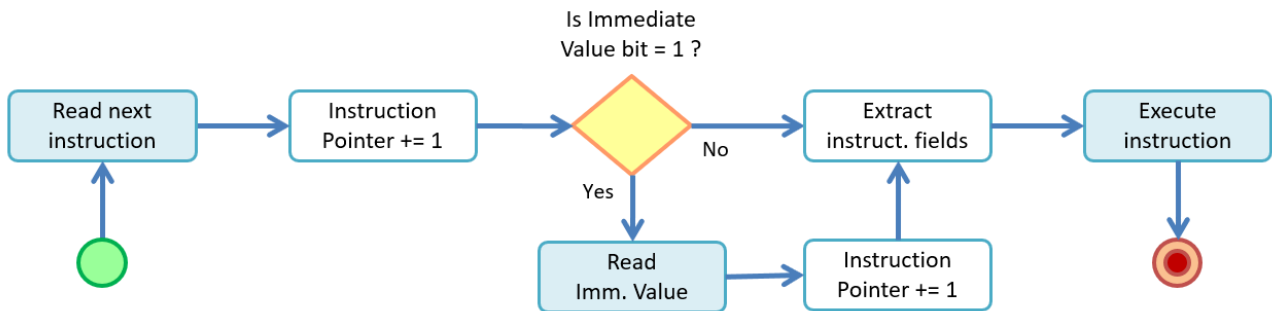 Is Immediate
Value bit = 1 ?
Read next
instruction
Instruction
Pointer += 1
No
Extract
instruct. fields
Execute
instruction
Yes
Read
Imm. Value
Instruction
Pointer += 1